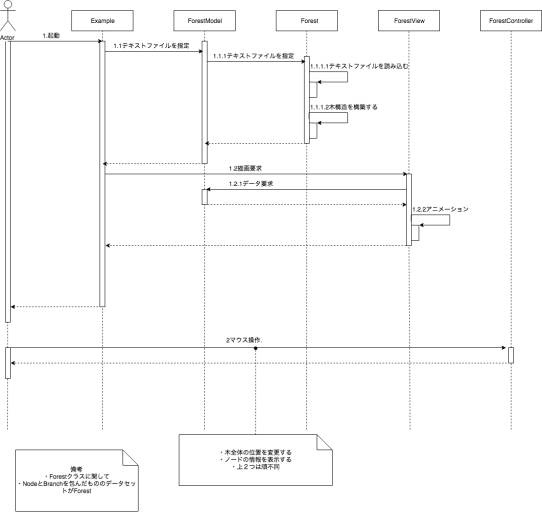 Example
ForestModel
Forest
ForestView
ForestController
Actor
1.起動
1.1テキストファイルを指定
1.1.1テキストファイルを指定
1.1.1.1テキストファイルを読み込む
1.1.1.2木構造を構築する
1.2描画要求
1.2.1データ要求
1.2.2アニメーション
2マウス操作.
・木全体の位置を変更する
・ノードの情報を表示する
・上２つは順不同
備考
・Forestクラスに関して
・NodeとBranchを包んだもののデータセッ
トがForest